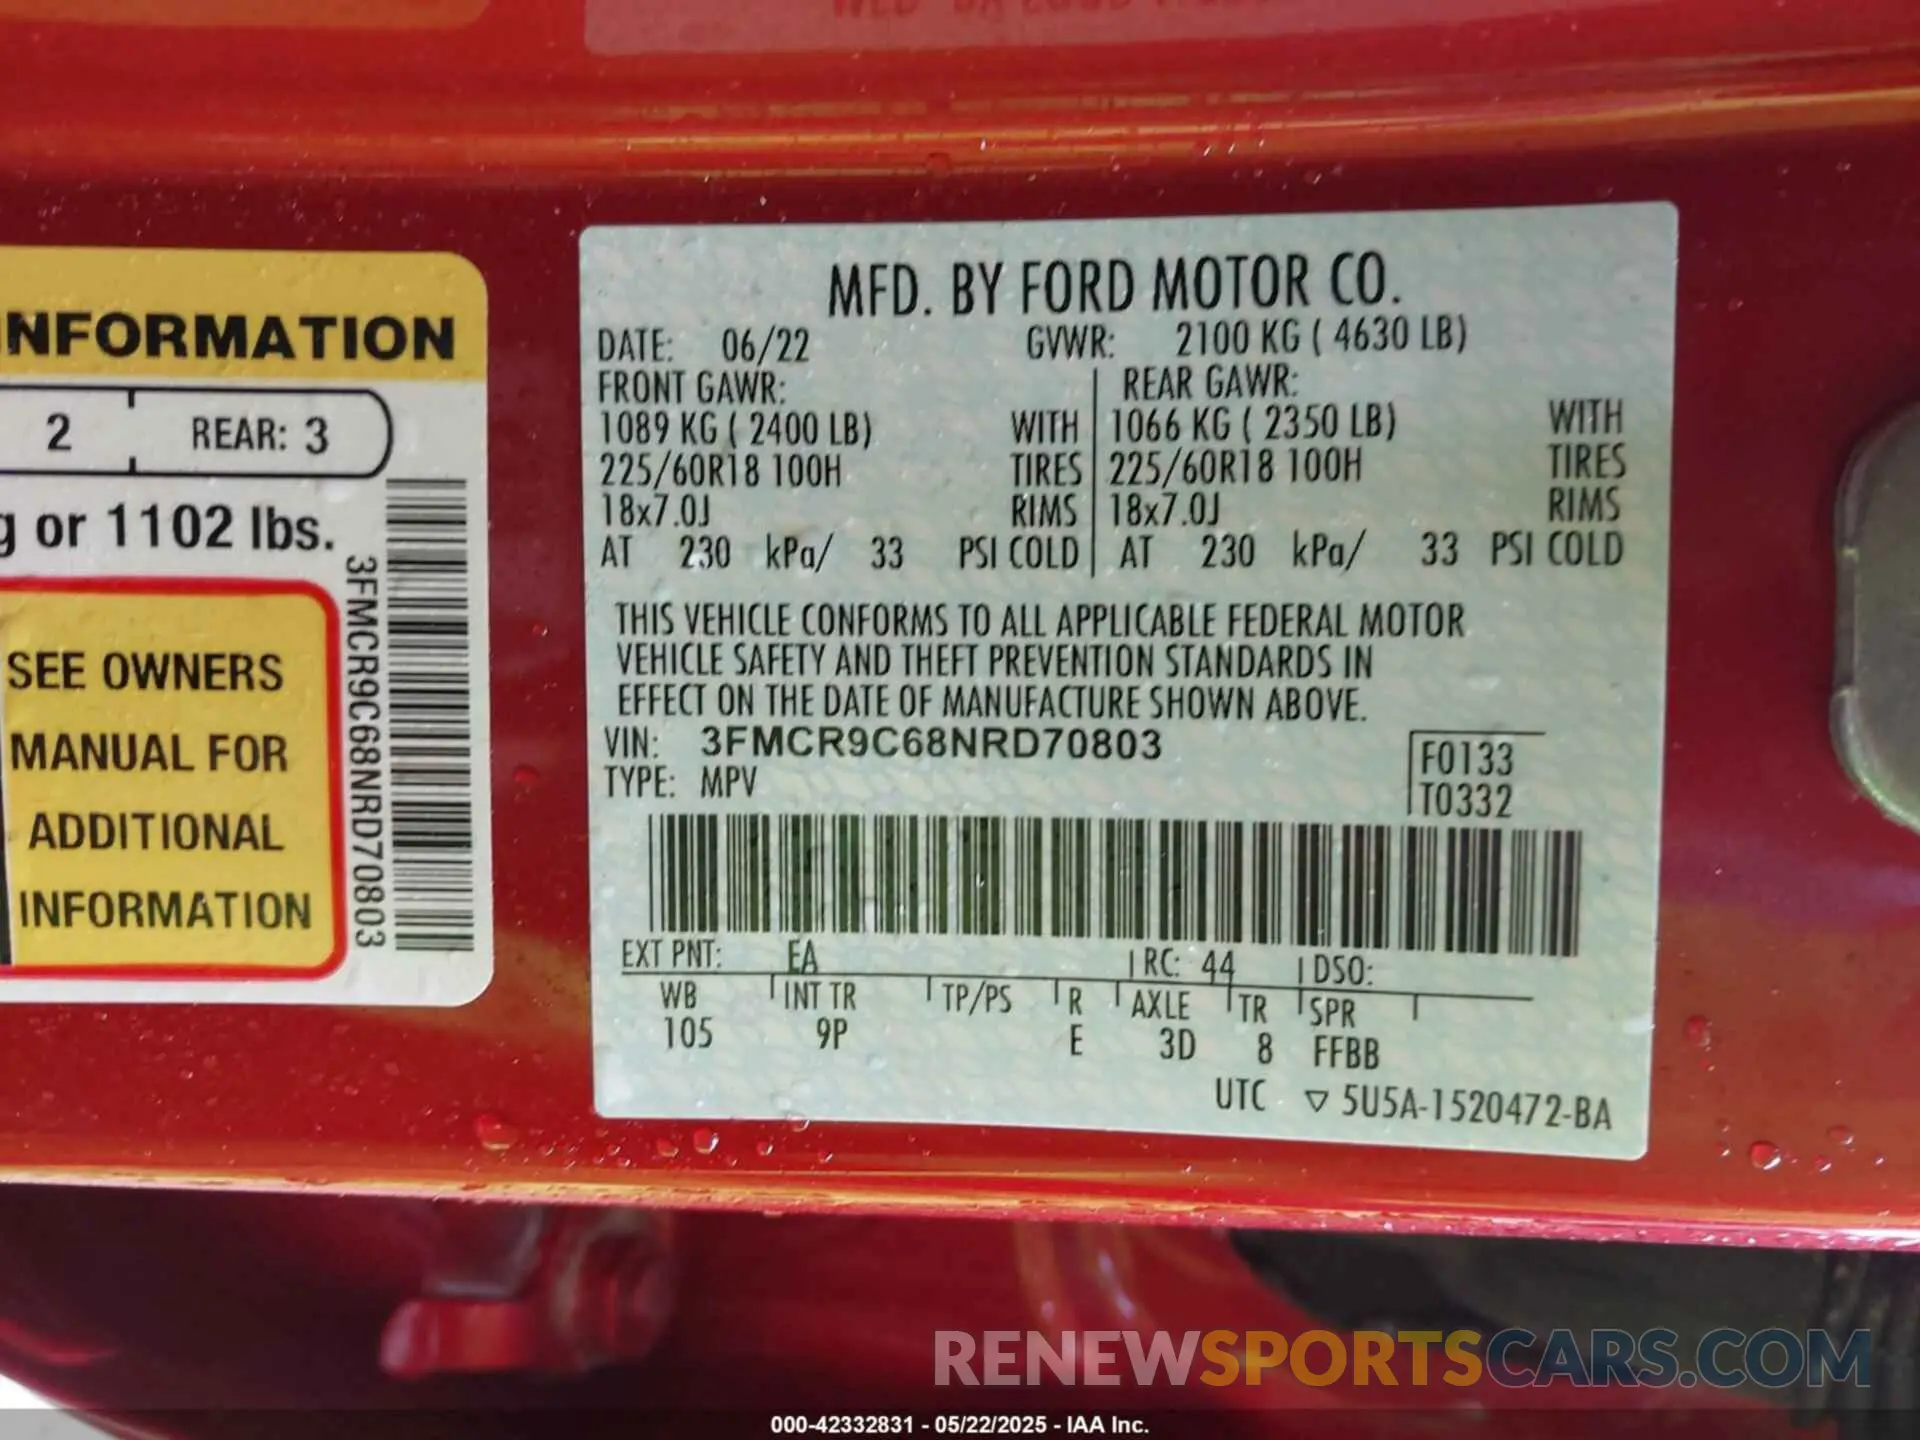 INFORMATION
2 REAR: 3
g or 1102 lbs.
SEE OWNERS
MANUAL FOR
ADDITIONAL
INFORMATION
3FMCR9C68NRD70803
MFD. BY FORD MOTOR CO.
DATE: 06/22 GVWR: 2100 KG ( 4630 LB)
FRONT GAWR: REAR GAWR:
1089 KG ( 2400 LB) WITH 1066 KG ( 2350 LB) WITH
225/60R18 100H TIRES 225/60R18 100H TIRES
18x7.0J RIMS 18x7.0J RIMS
AT 230 kPa/ 33 PSI COLD AT 230 kPa/ 33 PSI COLD
THIS VEHICLE CONFORMS TO ALL APPLICABLE FEDERAL MOTOR
VEHICLE SAFETY AND THEFT PREVENTION STANDARDS IN
EFFECT ON THE DATE OF MANUFACTURE SHOWN ABOVE.
VIN: 3FMCR9C68NRD70803 F0133
TYPE: MPV T0332
EXT PNT: EA RC: 44 DSO:
WB INT TR TP/PS R AXLE TR SPR
105 9P E 3D 8 FFBB
UTC ▽ 5U5A-1520472-BA
RENEWSPORTSCARS.COM
000-42332831 - 05/22/2025 - IAA Inc.